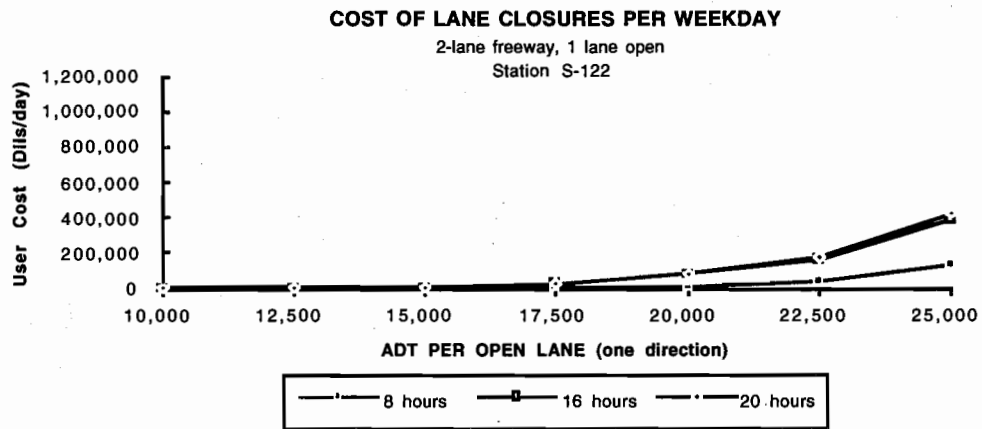 COST OF LANE CLOSURES PER WEEKDAY
2-lane freeway, 1 lane open
Station S-122
User Cost (Dlls/day)
1,200,000
1,000,000
800,000
600,000
400,000
200,000
0
10,000 12,500 15,000 17,500 20,000 22,500 25,000
ADT PER OPEN LANE (one direction)
8 hours 16 hours 20 hours